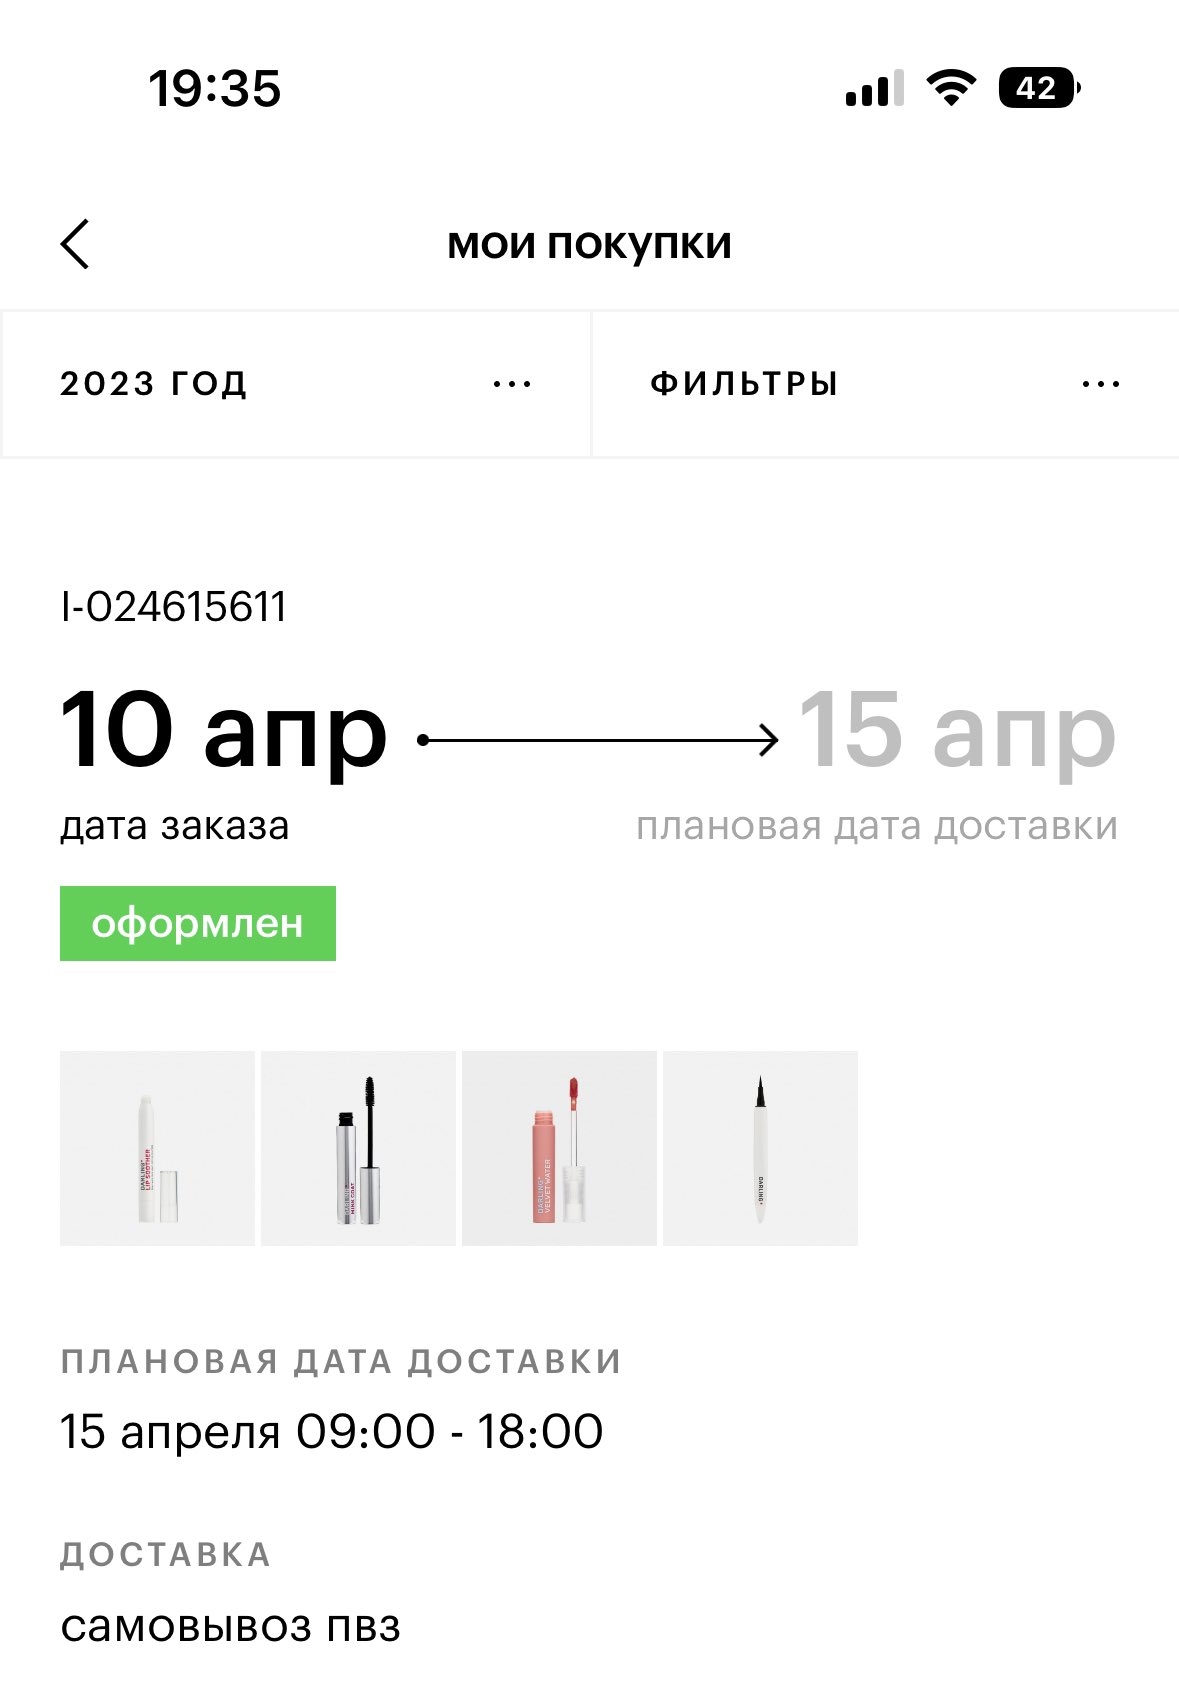 19:35
42
мои покупки
2023 ГОД
ФИЛЬТРЫ
I-024615611
10 апр
15 апр
дата заказа
плановая дата доставки
оформлен
DARLING*
LIP SOOTHER
MINK COAT
DARLING*
VELVET WATER
DARLING*
ПЛАНОВАЯ ДАТА ДОСТАВКИ
15 апреля 09:00 - 18:00
ДОСТАВКА
самовывоз пвз